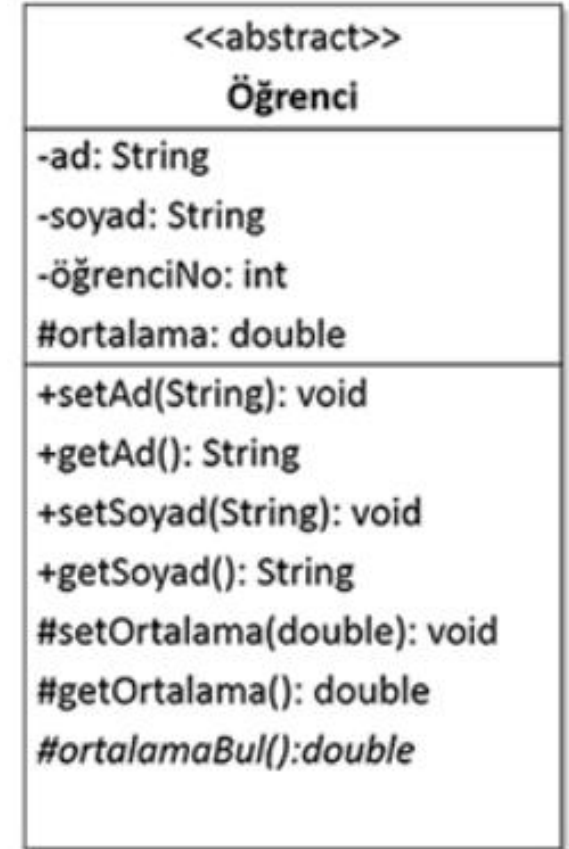 <<abstract>>
Öğrenci
-ad: String
-soyad: String
-öğrenciNo: int
#ortalama: double
+setAd(String): void
+getAd(): String
+setSoyad(String): void
+getSoyad(): String
#setOrtalama(double): void
#getOrtalama(): double
#ortalamaBul():double